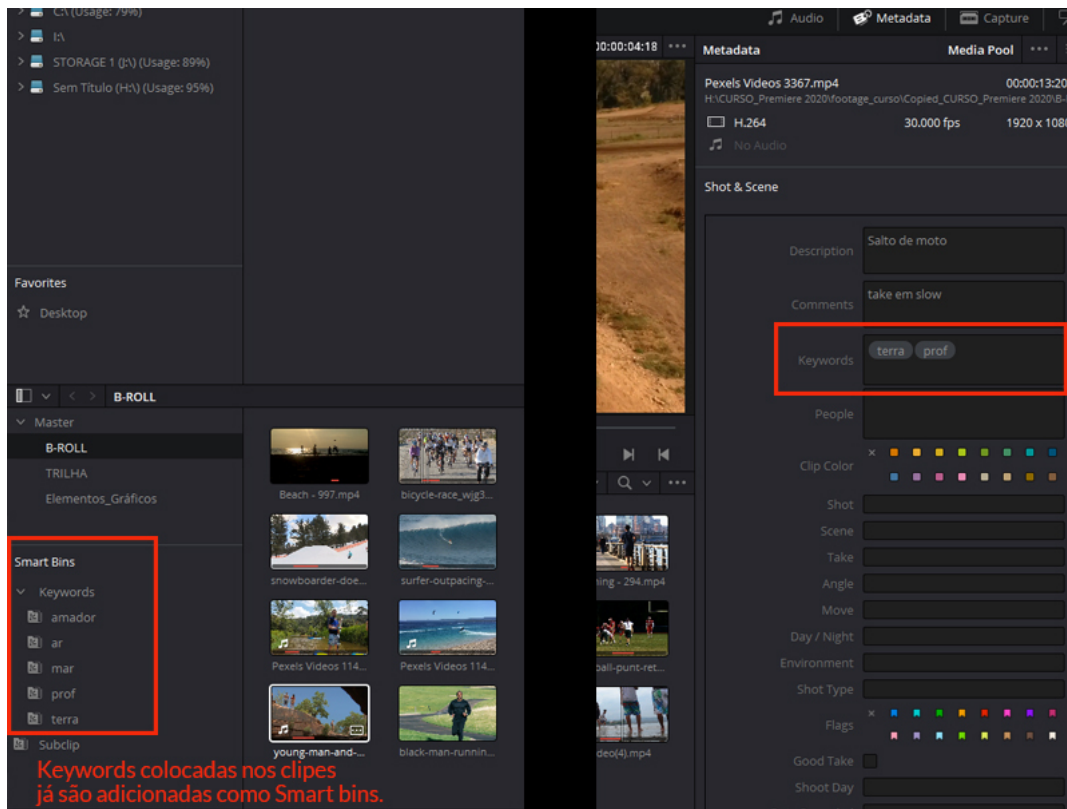 C:\ (Usage: 79%)
I:\
STORAGE 1 (J:\) (Usage: 89%)
Sem Título (H:\) (Usage: 95%)
Favorites
Desktop
B-ROLL
Master
B-ROLL
TRILHA
Elementos_Gráficos
Smart Bins
Keywords
amador
ar
mar
prof
terra
Subclip
Beach - 997.mp4
bicycle-race_wjg3...
snowboarder-doe...
surfer-outpacing-...
Pexels Videos 114...
Pexels Videos 114...
young-man-and-...
black-man-runnin...
Keywords colocadas nos clipes
já são adicionadas como Smart bins.
Audio
Metadata
Capture
00:00:04:18
Metadata
Media Pool
Pexels Videos 3367.mp4
00:00:13:20
H:\CURSO_Premiere 2020\footage_curso\Copied_CURSO_Premiere 2020\B-
H.264
30.000 fps
1920 x 1080
No Audio
Shot & Scene
Description
Salto de moto
Comments
take em slow
Keywords
terra
prof
People
Clip Color
Shot
Scene
Take
Angle
Move
Day / Night
Environment
Shot Type
Flags
Good Take
Shoot Day
ning - 294.mp4
ball-punt-ret...
deo(4).mp4